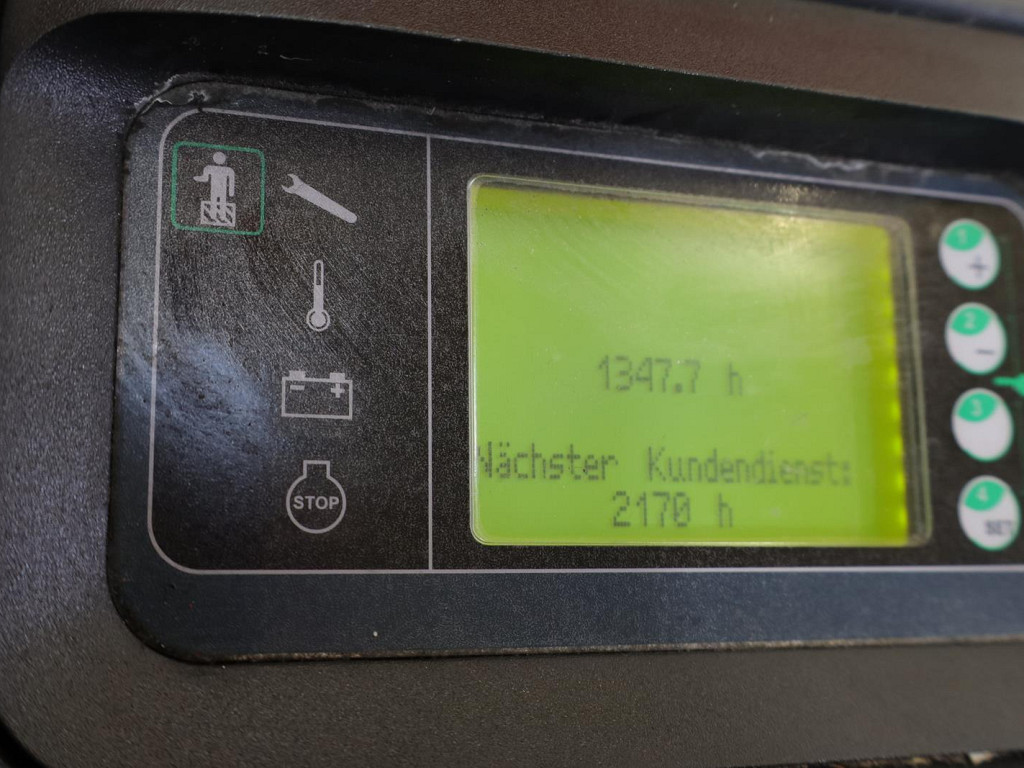 1347.7 h
Nächster Kundendienst:
2170 h
STOP
1
+
2
−
3
4
SET
- +